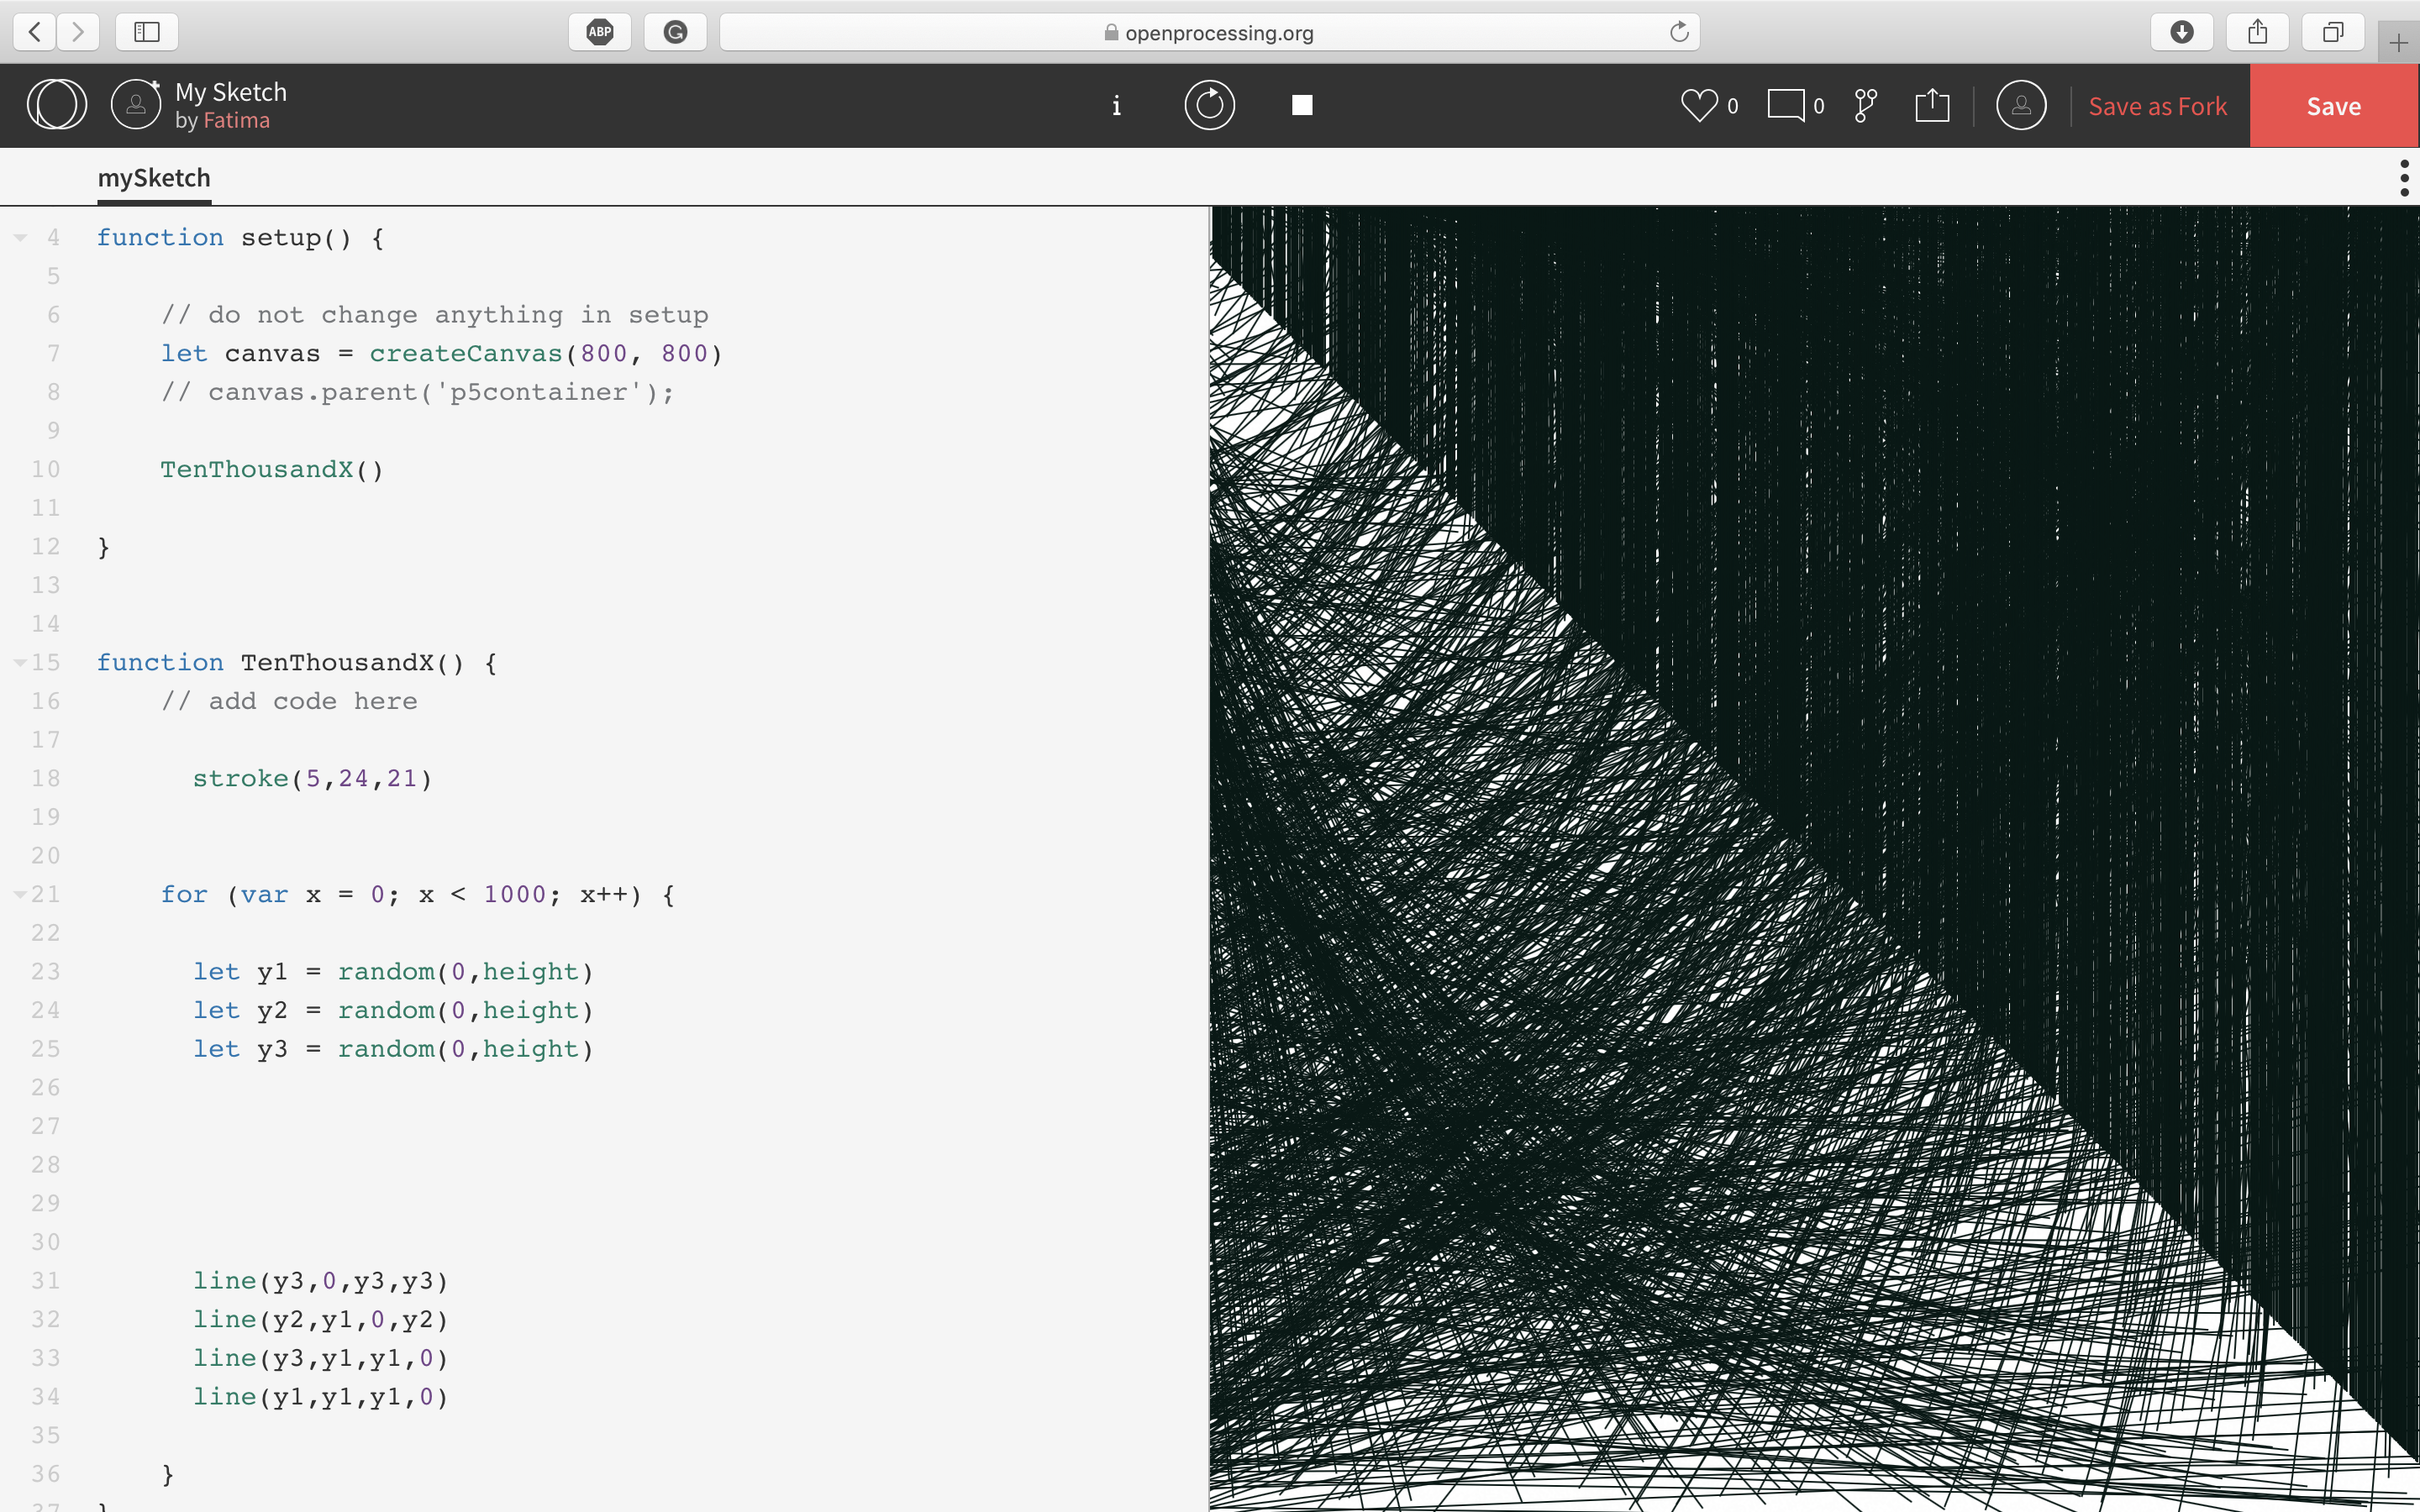 ABP
G
openprocessing.org
My Sketch
by Fatima
i
0
0
Save as Fork
Save
mySketch
4 function setup() {
5
6 // do not change anything in setup
7 let canvas = createCanvas(800, 800)
8 // canvas.parent('p5container');
9
10 TenThousandX()
11
12 }
13
14
15 function TenThousandX() {
16 // add code here
17
18 stroke(5,24,21)
19
20
21 for (var x = 0; x < 1000; x++) {
22
23 let y1 = random(0,height)
24 let y2 = random(0,height)
25 let y3 = random(0,height)
26
27
28
29
30
31 line(y3,0,y3,y3)
32 line(y2,y1,0,y2)
33 line(y3,y1,y1,0)
34 line(y1,y1,y1,0)
35
36 }
37 }